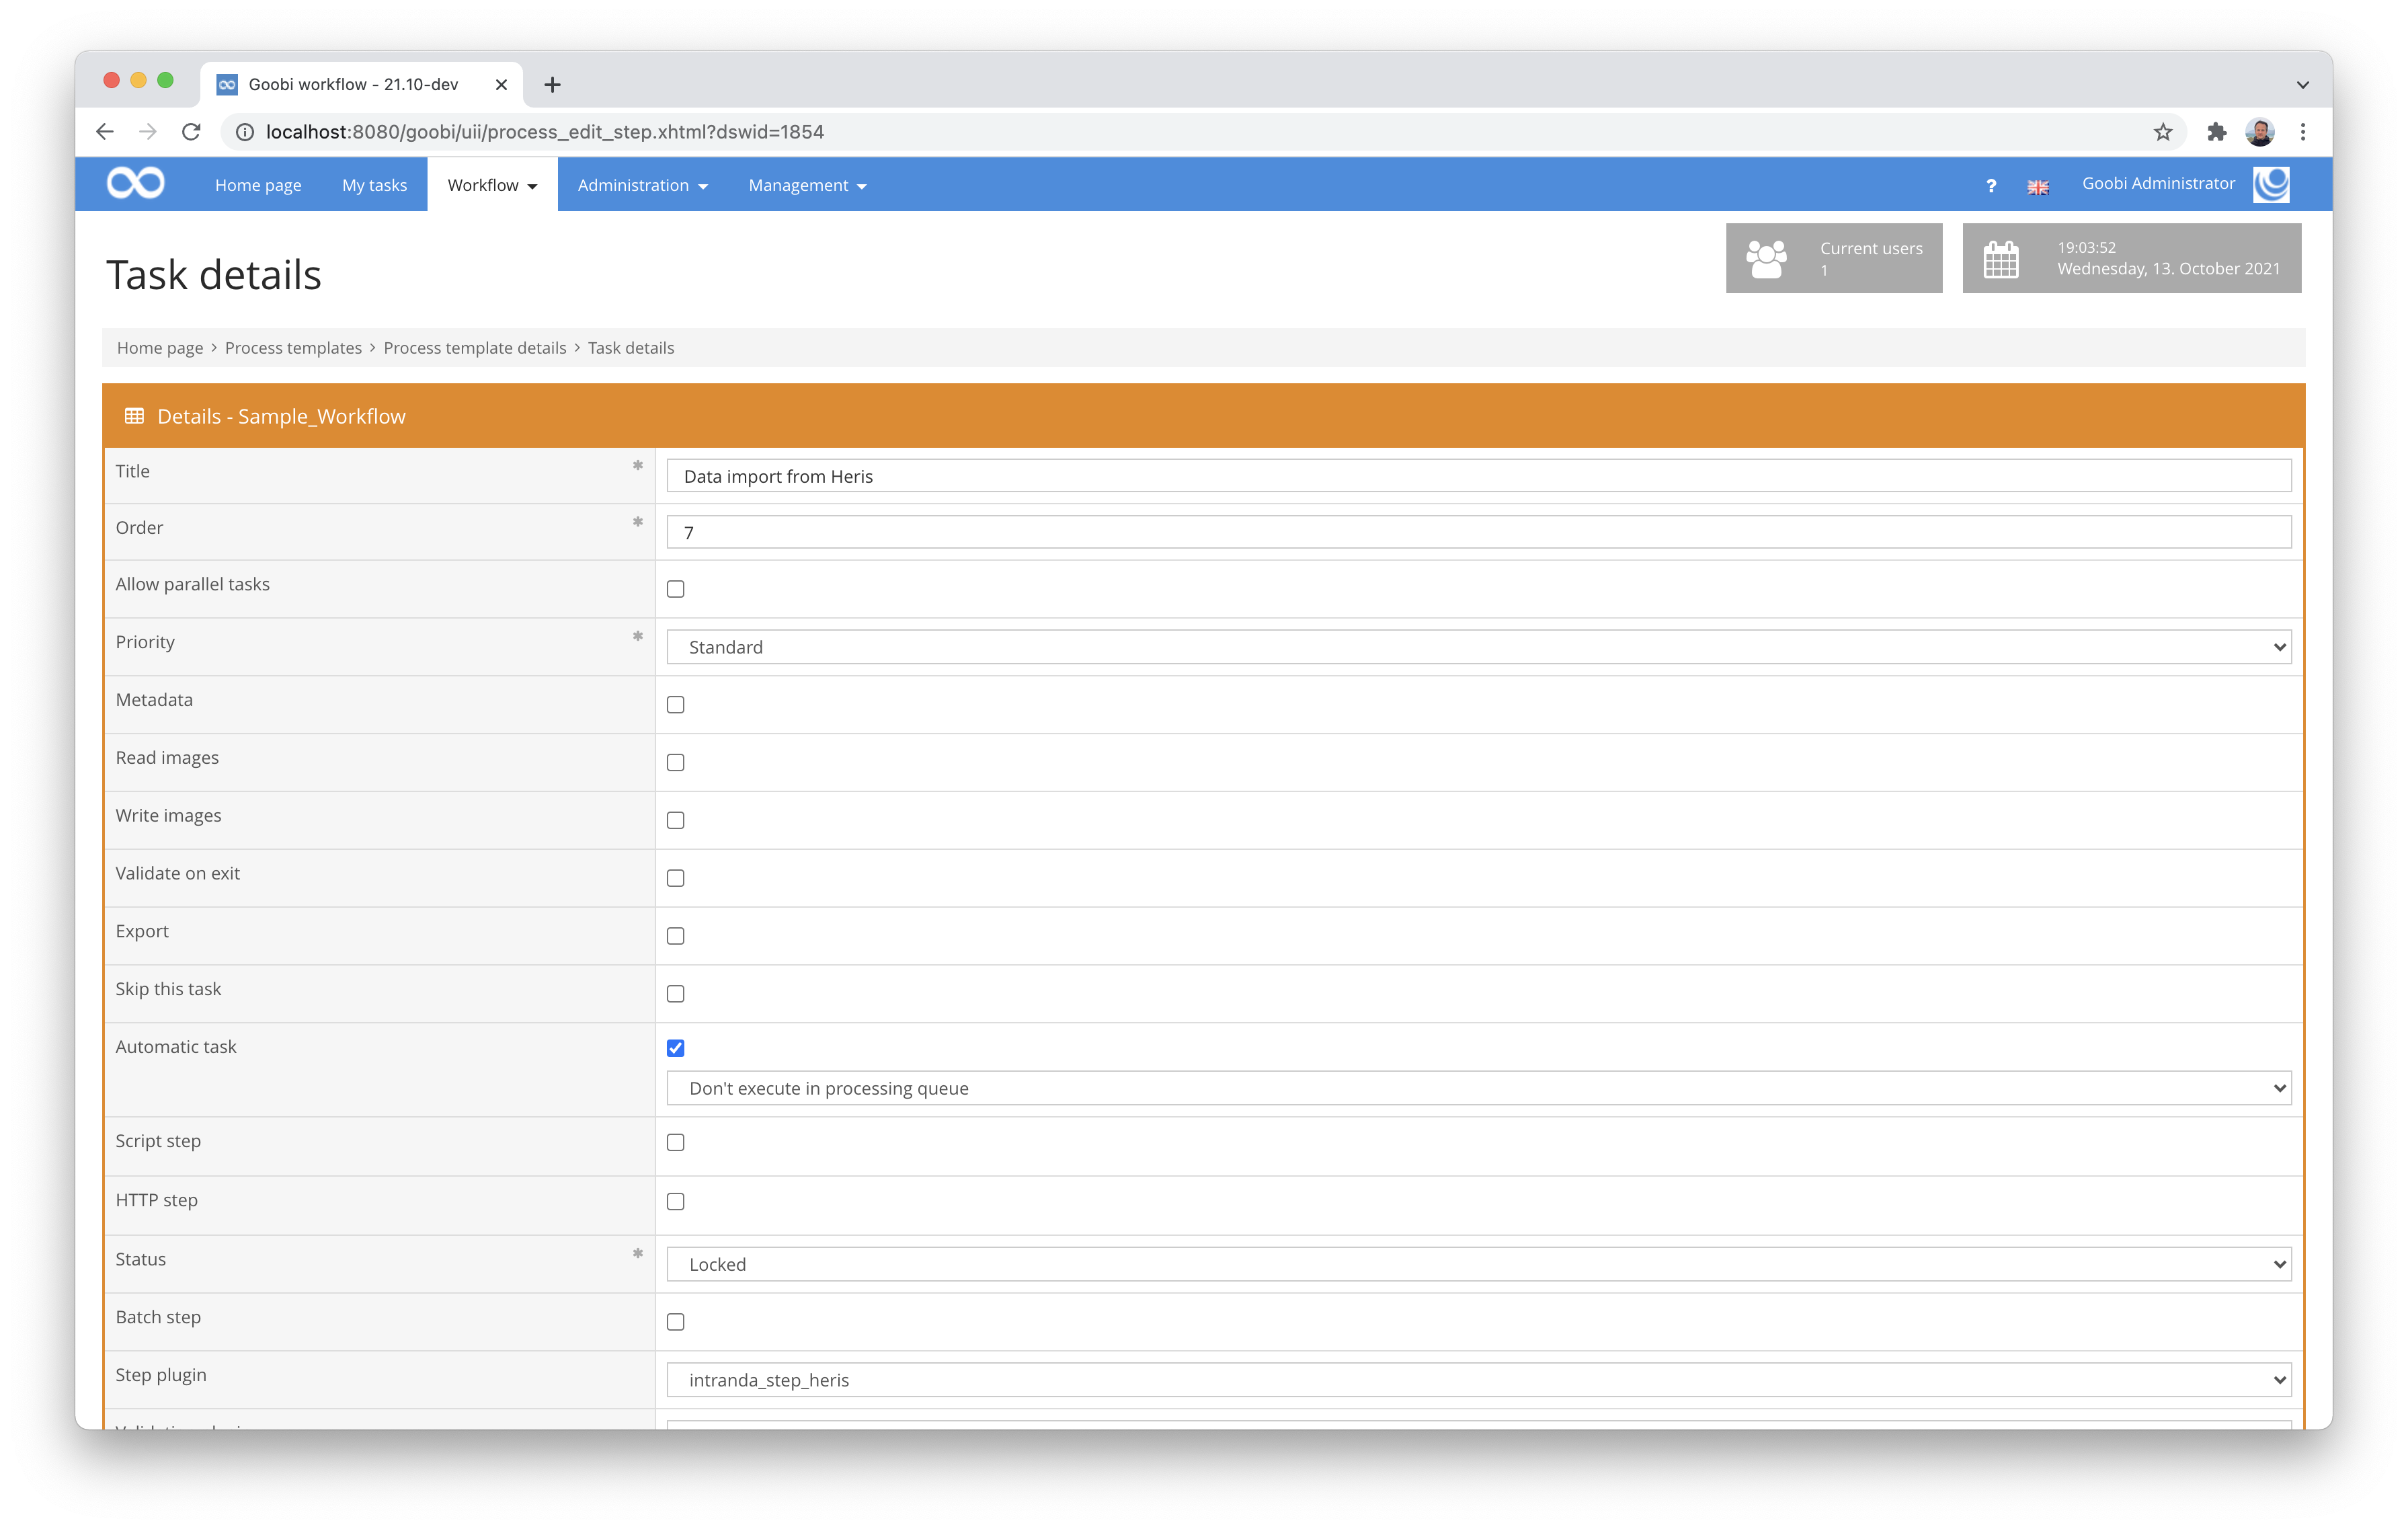 Goobi workflow - 21.10-dev
localhost:8080/goobi/uii/process_edit_step.xhtml?dswid=1854
Home page My tasks Workflow Administration Management ? Goobi Administrator
Task details
Current users
1
19:03:52
Wednesday, 13. October 2021
Home page › Process templates › Process template details › Task details
Details - Sample_Workflow
Title * Data import from Heris
Order * 7
Allow parallel tasks
Priority * Standard
Metadata
Read images
Write images
Validate on exit
Export
Skip this task
Automatic task
Don't execute in processing queue
Script step
HTTP step
Status * Locked
Batch step
Step plugin intranda_step_heris